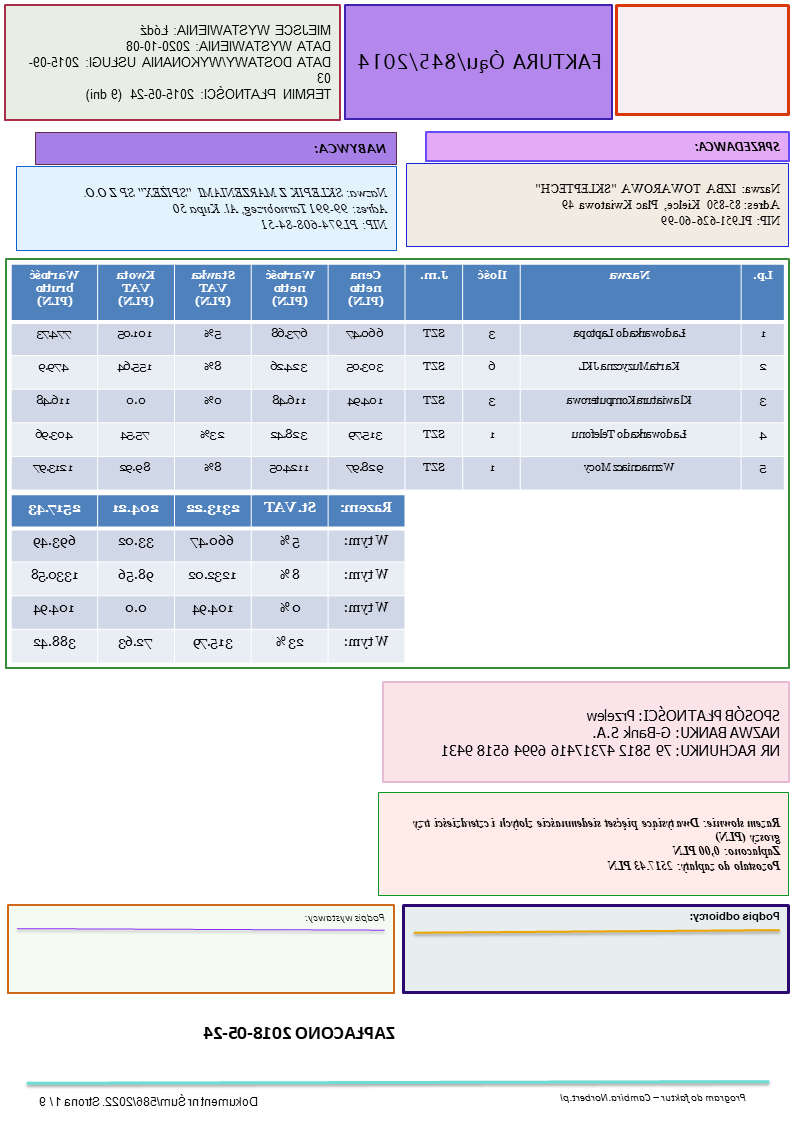 FAKTURA Óąu/845/2014
MIEJSCE WYSTAWIENIA: Łódź
DATA WYSTAWIENIA: 2020-10-08
DATA DOSTAWY/WYKONANIA USŁUGI: 2015-09-
03
TERMIN PŁATNOŚCI: 2015-05-24 (9 dni)
SPRZEDAWCA:
Nazwa: IZBA TOWAROWA "SKLEPTECH"
Adres: 85-850 Kielce, Plac Kwiatowa 49
NIP: PL951-626-60-99
NABYWCA:
Nazwa: SKLEPIK Z MARZENIAMI "SPIŻEX" SP Z O.O.
Adres: 99-991 Tarnobrzeg, Al. Kupa 50
NIP: PL974-608-84-51
Lp. Nazwa Ilość J.m. Cena netto (PLN) Wartość netto (PLN) Stawka VAT (PLN) Kwota VAT (PLN) Wartość brutto (PLN)
1 Ładowarka do Laptopa 3 SZT 660.47 673.68 5% 101.05 774.73
2 Karta Muzyczna JKL 6 SZT 303.05 324.26 8% 155.64 479.9
3 Klawiatura Komputerowa 3 SZT 104.94 116.48 0% 0.0 116.48
4 Ładowarka do Telefonu 1 SZT 315.79 328.42 23% 75.54 403.96
5 Wzmacniacz Mocy 1 SZT 928.97 1124.05 8% 89.92 1213.97
Razem: St.VAT 2313.22 204.21 2517.43
W tym: 5% 660.47 33.02 693.49
W tym: 8% 1232.02 98.56 1330.58
W tym: 0% 104.94 0.0 104.94
W tym: 23% 315.79 72.63 388.42
SPOSÓB PŁATNOŚCI: Przelew
NAZWA BANKU: G-Bank S.A.
NR RACHUNKU: 79 5812 47317416 6994 6518 9431
Razem słownie: Dwa tysiące pięćset siedemnaście złotych i czterdzieści trzy
groszy (PLN)
Zapłacono: 0,00 PLN
Pozostało do zapłaty: 2517.43 PLN
Podpis odbiorcy:
Podpis wystawcy:
ZAPŁACONO 2018-05-24
Program do faktur – Cambira.Norbert.pl
Dokument nr Śum/586/2022. Strona 1 / 9